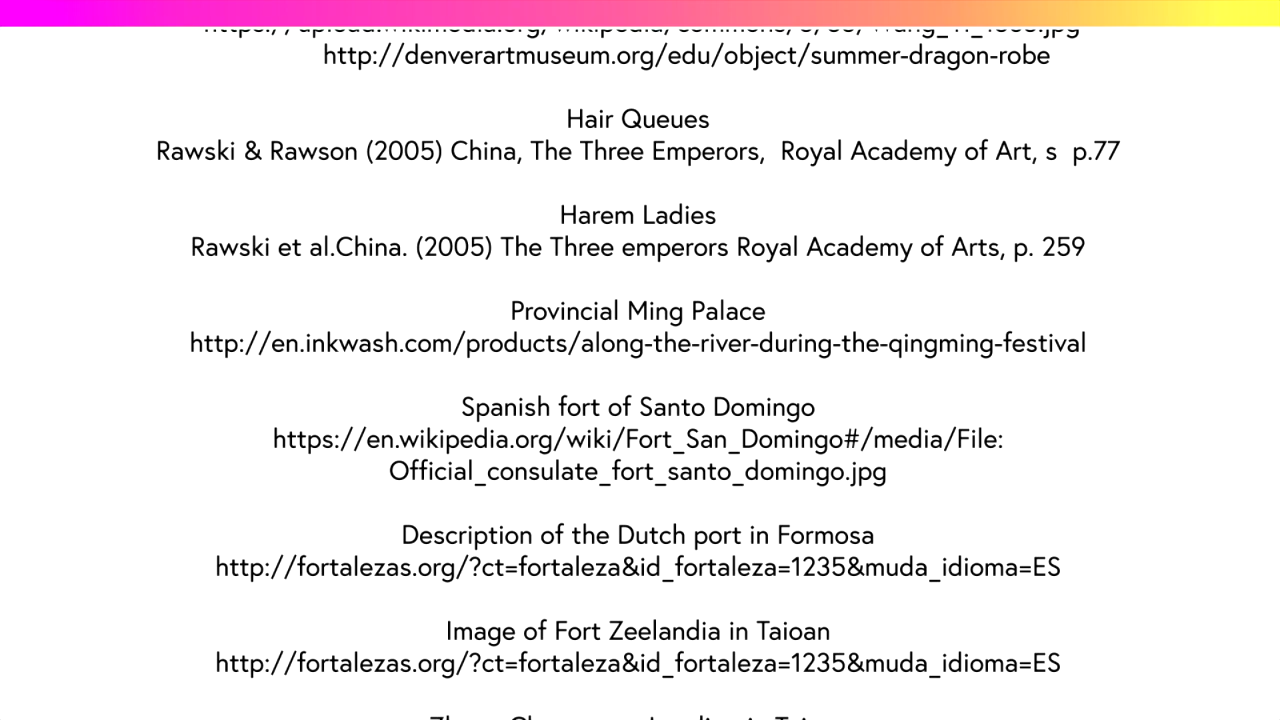 http://denverartmuseum.org/edu/object/summer-dragon-robe
Hair Queues
Rawski & Rawson (2005) China, The Three Emperors,  Royal Academy of Art, s  p.77
Harem Ladies
Rawski et al.China. (2005) The Three emperors Royal Academy of Arts, p. 259
Provincial Ming Palace
http://en.inkwash.com/products/along-the-river-during-the-qingming-festival
Spanish fort of Santo Domingo
https://en.wikipedia.org/wiki/Fort_San_Domingo#/media/File:
Official_consulate_fort_santo_domingo.jpg
Description of the Dutch port in Formosa
http://fortalezas.org/?ct=fortaleza&id_fortaleza=1235&muda_idioma=ES
Image of Fort Zeelandia in Taioan
http://fortalezas.org/?ct=fortaleza&id_fortaleza=1235&muda_idioma=ES